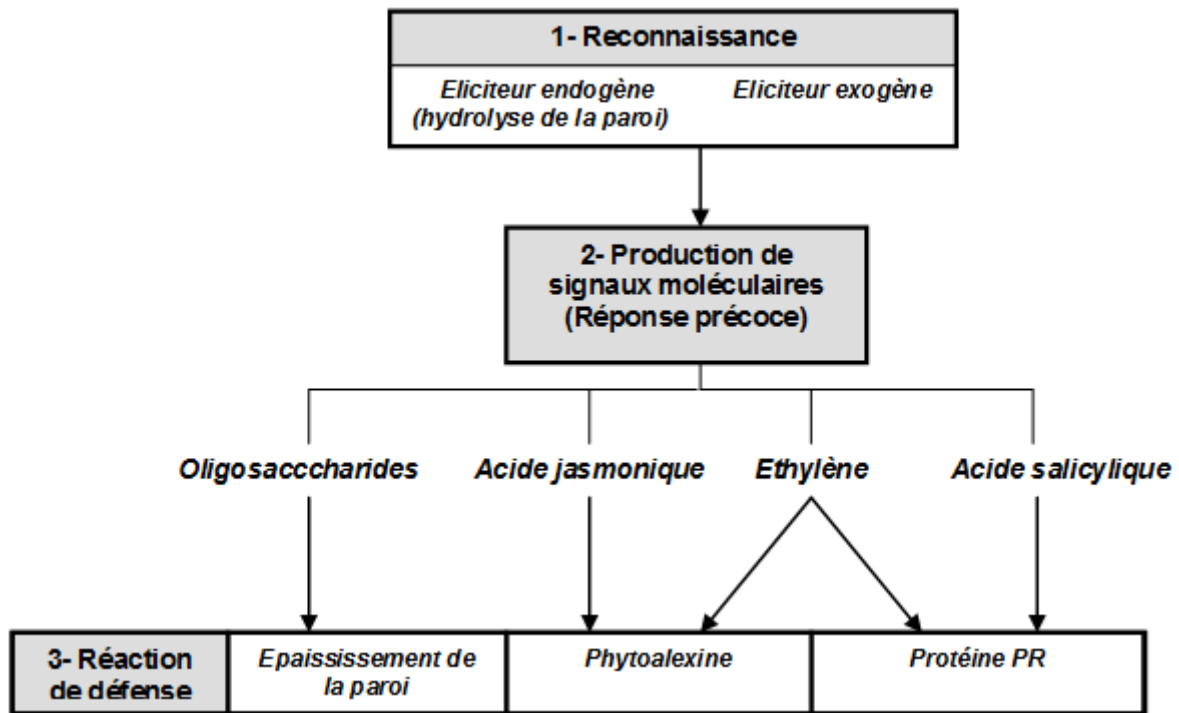 1- Reconnaissance
Eliciteur endogène
(hydrolyse de la paroi)
Eliciteur exogène
2- Production de
signaux moléculaires
(Réponse précoce)
Oligosacccharides
Acide jasmonique
Ethylène
Acide salicylique
3- Réaction
de défense
Epaississement de
la paroi
Phytoalexine
Protéine PR